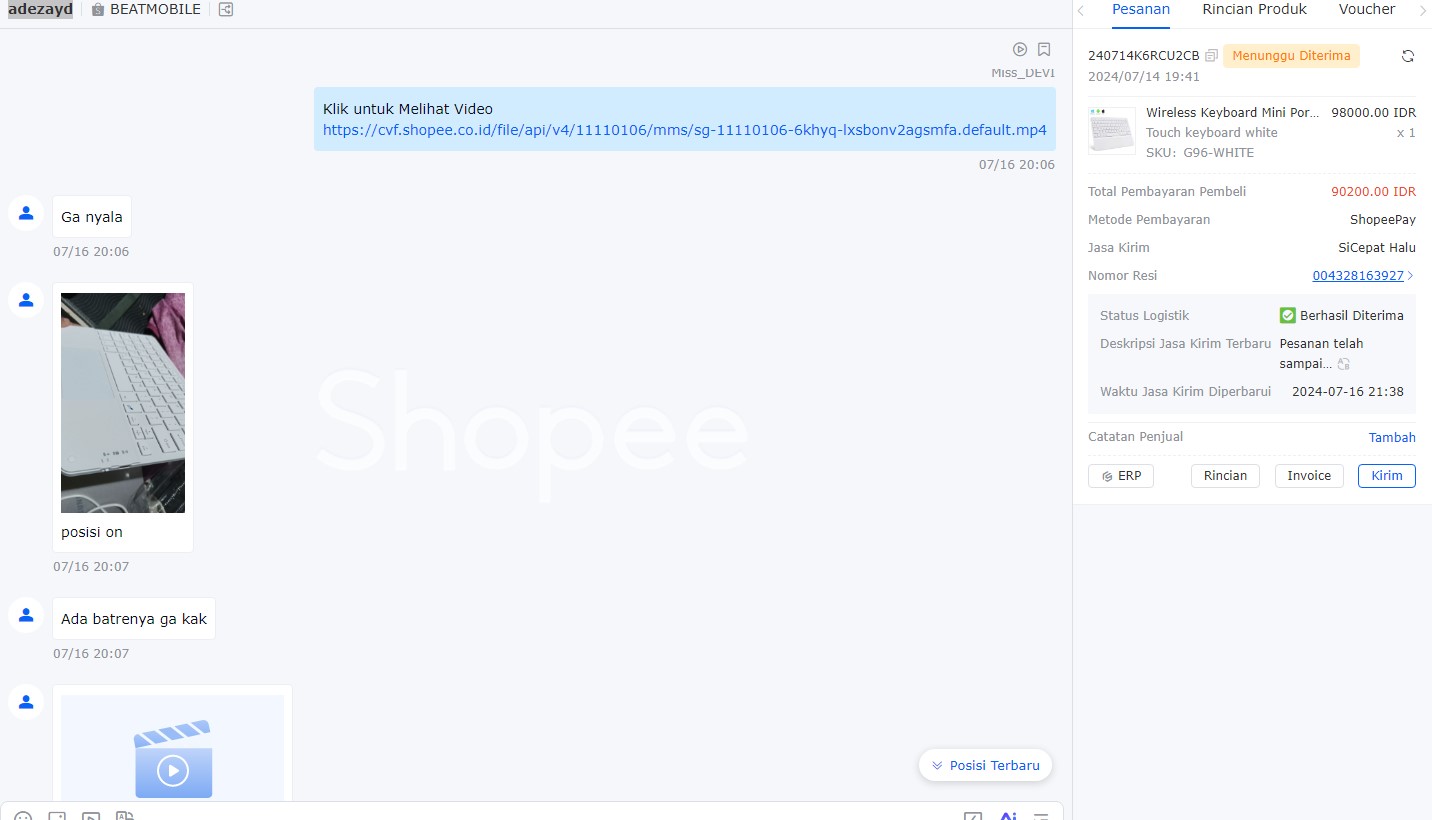 adezayd
BEATMOBILE
Miss_DEVI
Klik untuk Melihat Video
https://cvf.shopee.co.id/file/api/v4/11110106/mms/sg-11110106-6khyq-lxsbonv2agsmfa.default.mp4
07/16 20:06
Ga nyala
07/16 20:06
posisi on
07/16 20:07
Ada batrenya ga kak
07/16 20:07
Shopee
Posisi Terbaru
Pesanan Rincian Produk Voucher
240714K6RCU2CB Menunggu Diterima
2024/07/14 19:41
Wireless Keyboard Mini Por... 98000.00 IDR
Touch keyboard white x 1
SKU: G96-WHITE
Total Pembayaran Pembeli 90200.00 IDR
Metode Pembayaran ShopeePay
Jasa Kirim SiCepat Halu
Nomor Resi 004328163927
Status Logistik Berhasil Diterima
Deskripsi Jasa Kirim Terbaru Pesanan telah
sampai...
Waktu Jasa Kirim Diperbarui 2024-07-16 21:38
Catatan Penjual Tambah
ERP Rincian Invoice Kirim